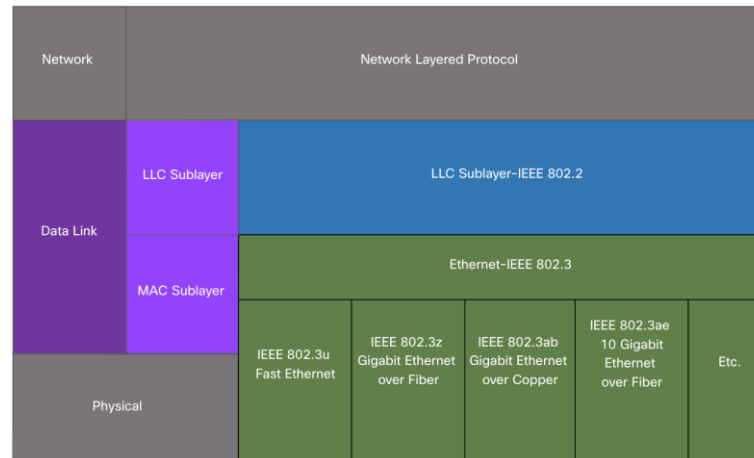 Network
Network Layered Protocol
Data Link
LLC Sublayer
LLC Sublayer-IEEE 802.2
MAC Sublayer
Ethernet-IEEE 802.3
IEEE 802.3u
Fast Ethernet
IEEE 802.3z
Gigabit Ethernet
over Fiber
IEEE 802.3ab
Gigabit Ethernet
over Copper
IEEE 802.3ae
10 Gigabit
Ethernet
over Fiber
Etc.
Physical